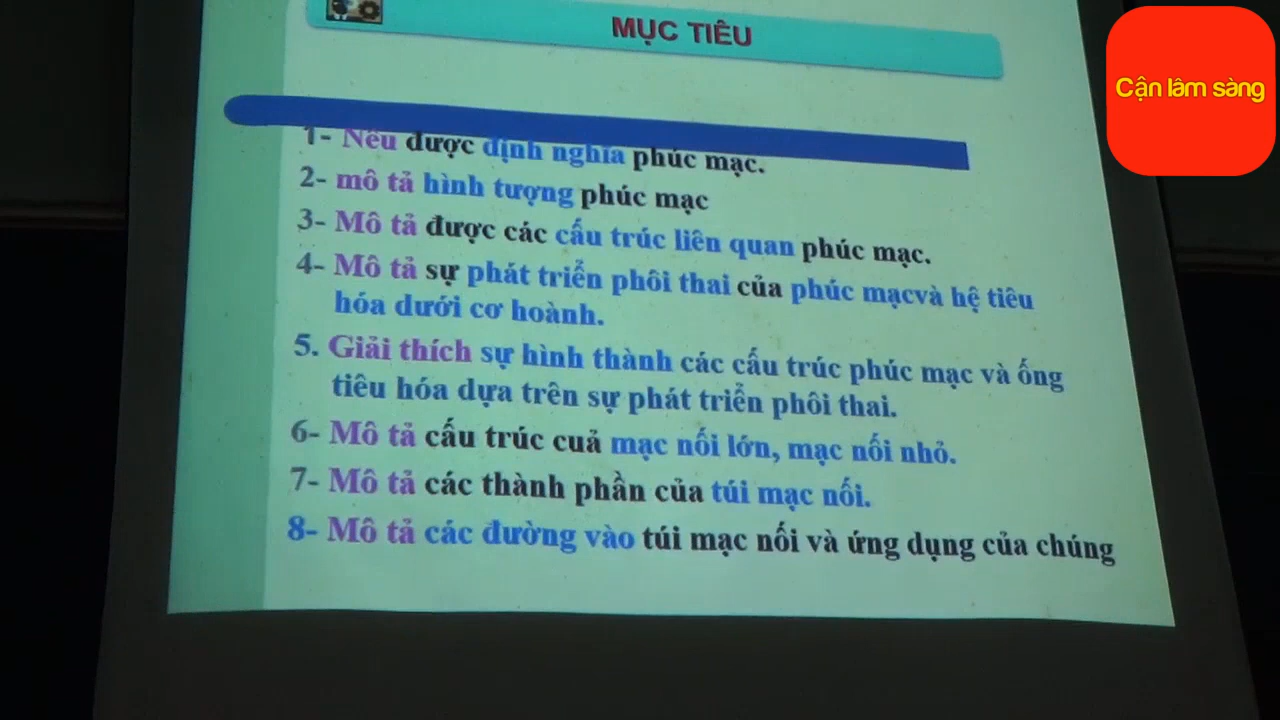 MỤC TIÊU
Cận lâm sàng
1- Nêu được định nghĩa phúc mạc.
2- mô tả hình tượng phúc mạc
3- Mô tả được các cấu trúc liên quan phúc mạc.
4- Mô tả sự phát triển phôi thai của phúc mạcvà hệ tiêu
hóa dưới cơ hoành.
5. Giải thích sự hình thành các cấu trúc phúc mạc và ống
tiêu hóa dựa trên sự phát triển phôi thai.
6- Mô tả cấu trúc cuả mạc nối lớn, mạc nối nhỏ.
7- Mô tả các thành phần của túi mạc nối.
8- Mô tả các đường vào túi mạc nối và ứng dụng của chúng